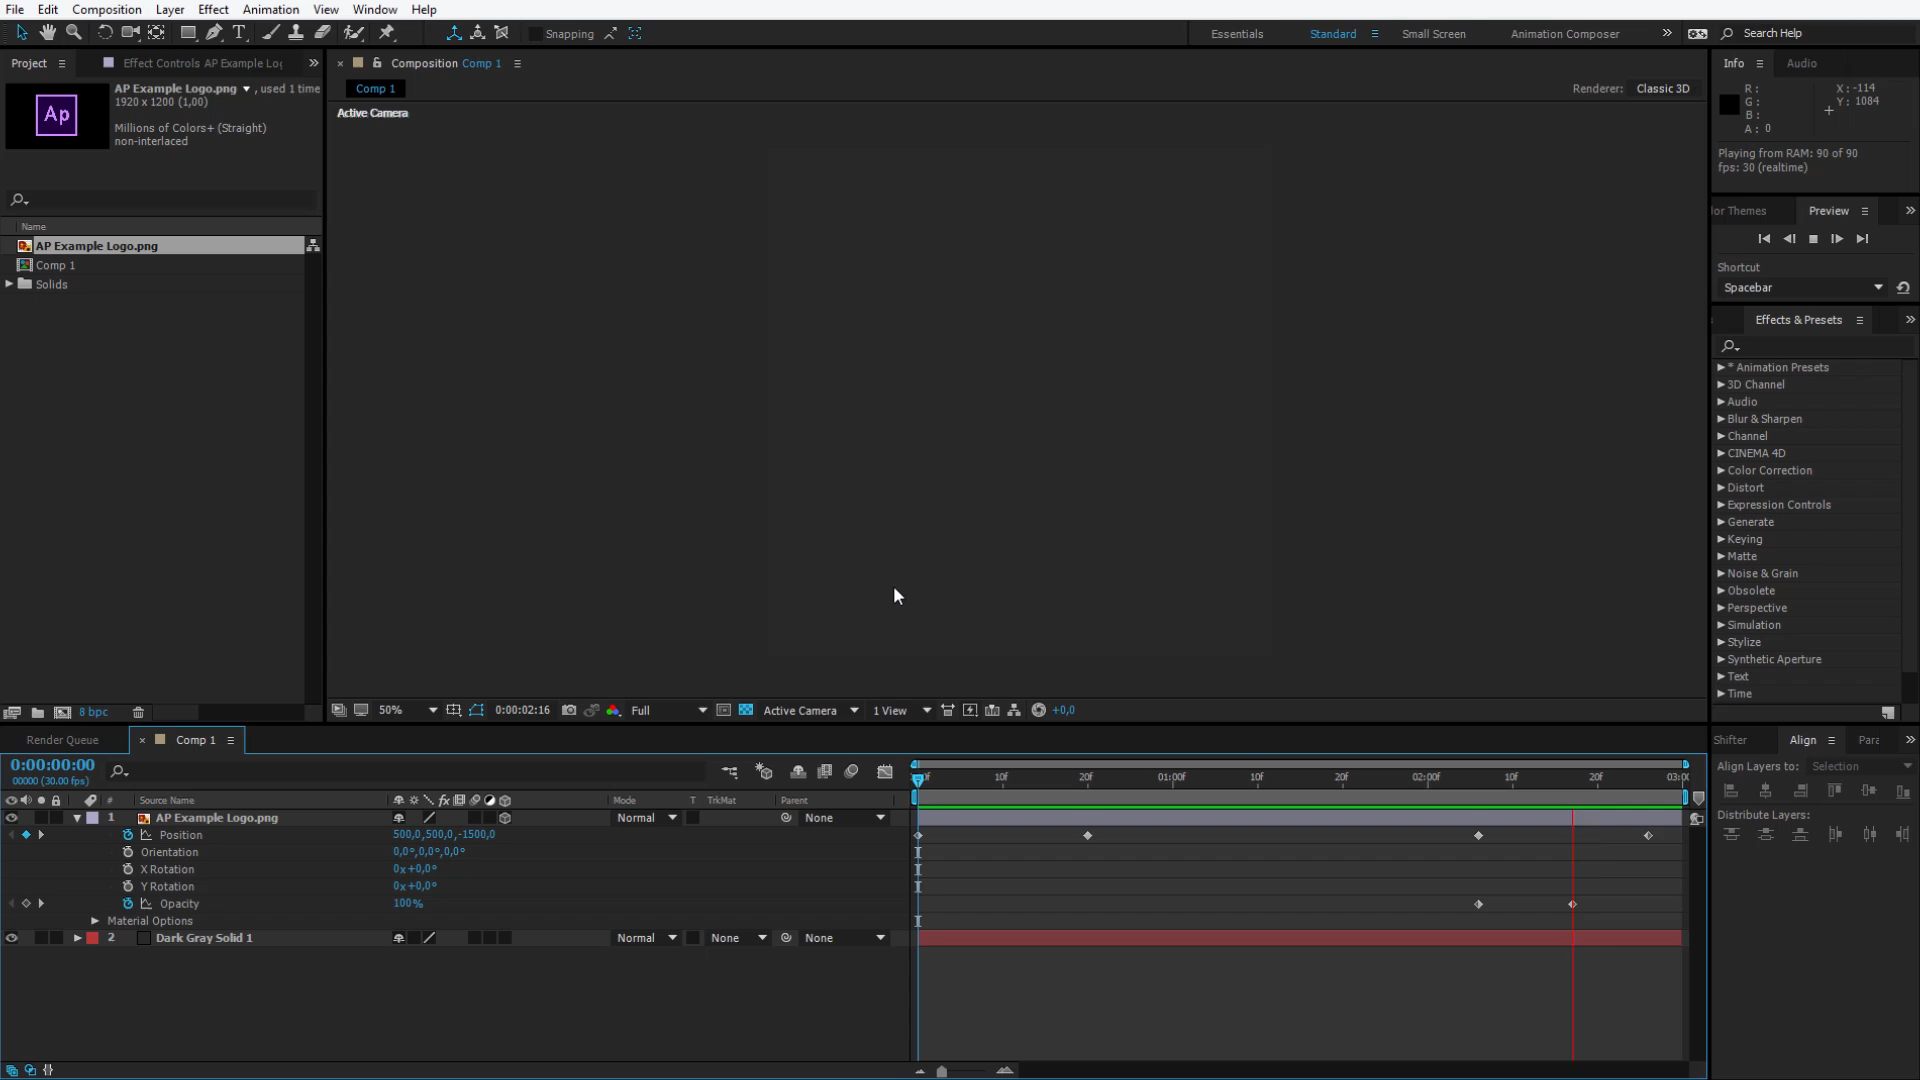 File Edit Composition Layer Effect Animation View Window Help
Snapping
Essentials Standard Small Screen Animation Composer Search Help
Project Effect Controls AP Example Lo
Ap
AP Example Logo.png , used 1 time
1920 x 1200 (1,00)
Millions of Colors+ (Straight)
non-interlaced
Name
AP Example Logo.png
Comp 1
Solids
8 bpc
Composition Comp 1
Comp 1
Renderer: Classic 3D
Active Camera
50% 0:00:02:16 Full Active Camera 1 View +0,0
Info Audio
R :
G :
B :
A : 0
X : -114
Y : 1084
Playing from RAM: 90 of 90
fps: 30 (realtime)
lor Themes Preview
Shortcut
Spacebar
Effects & Presets
* Animation Presets
3D Channel
Audio
Blur & Sharpen
Channel
CINEMA 4D
Color Correction
Distort
Expression Controls
Generate
Keying
Matte
Noise & Grain
Obsolete
Perspective
Simulation
Stylize
Synthetic Aperture
Text
Time
Render Queue Comp 1
0:00:00:00
00000 (30.00 fps)
# Source Name Mode T TrkMat Parent
1 AP Example Logo.png Normal None
Position 500,0,500,0,-1500,0
Orientation 0,0°,0,0°,0,0°
X Rotation 0x+0,0°
Y Rotation 0x+0,0°
Opacity 100%
Material Options
2 Dark Gray Solid 1 Normal None None
10f 20f 01:00f 10f 20f 02:00f 10f 20f 03:0
Shifter Align Para
Align Layers to: Selection
Distribute Layers: